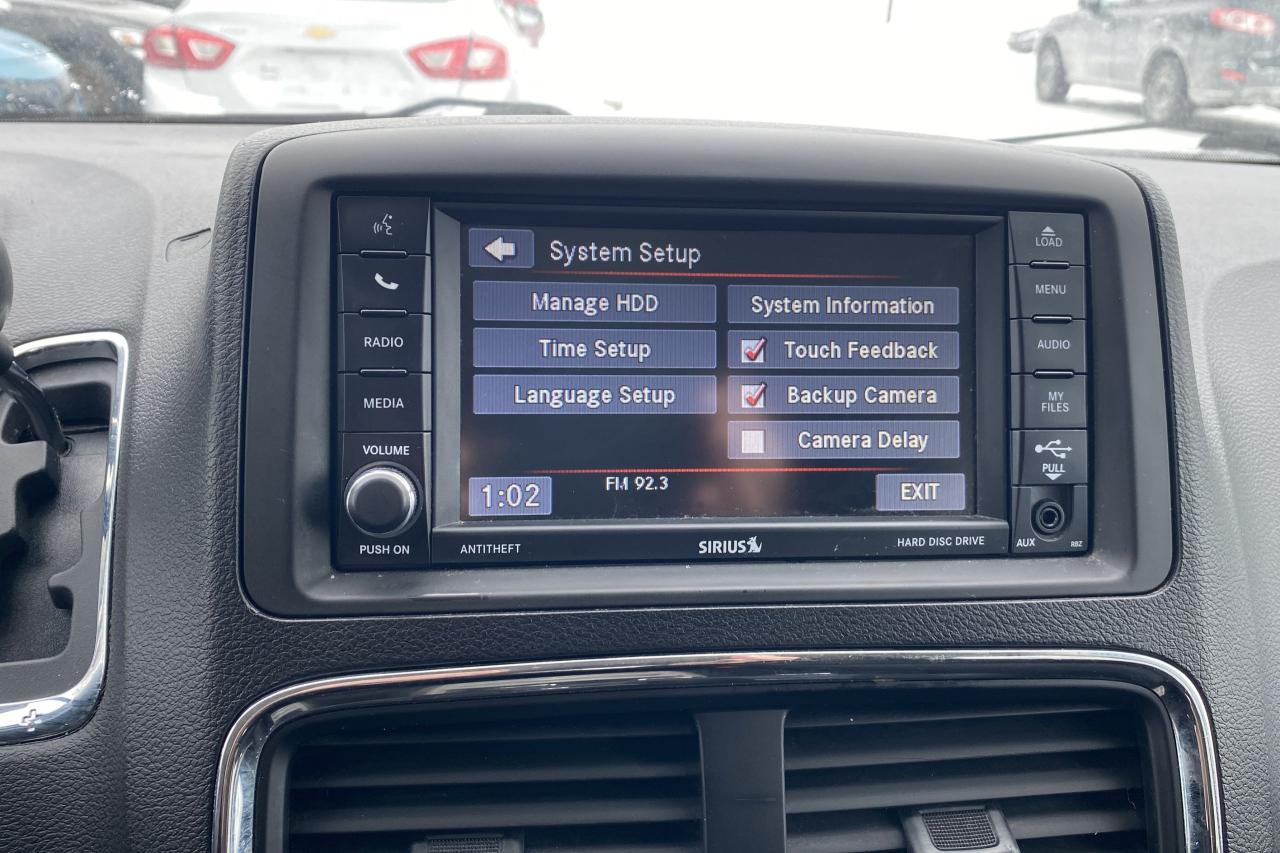 System Setup
Manage HDD
System Information
Time Setup
Touch Feedback
Language Setup
Backup Camera
Camera Delay
1:02
FM 92.3
EXIT
RADIO
MEDIA
VOLUME
PUSH ON
ANTITHEFT
SIRIUS
HARD DISC DRIVE
LOAD
MENU
AUDIO
MY
FILES
PULL
AUX
RBZ
+